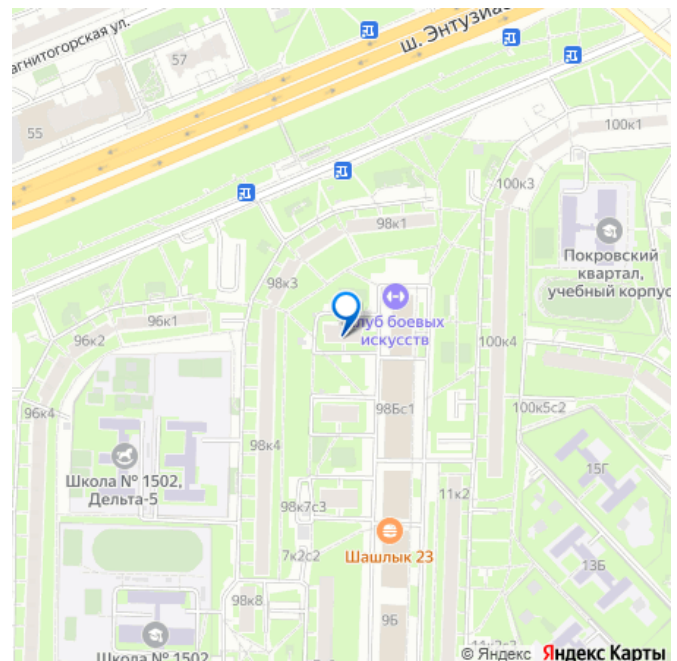 агнитогорская ул.
57
ш. Энтузиас
55
100к1
100к3
Покровский
квартал,
учебный корпус
98к1
98к3
луб боевых
искусств
96к1
96к2
100к4
96к4
98Бс1
100к5с2
98к4
Школа № 1502,
Дельта-5
15Г
98к7с3
11к2
7к2с2
Шашлык 23
13Б
98к8
9Б
Школа № 1502
© Яндекс Яндекс Карты